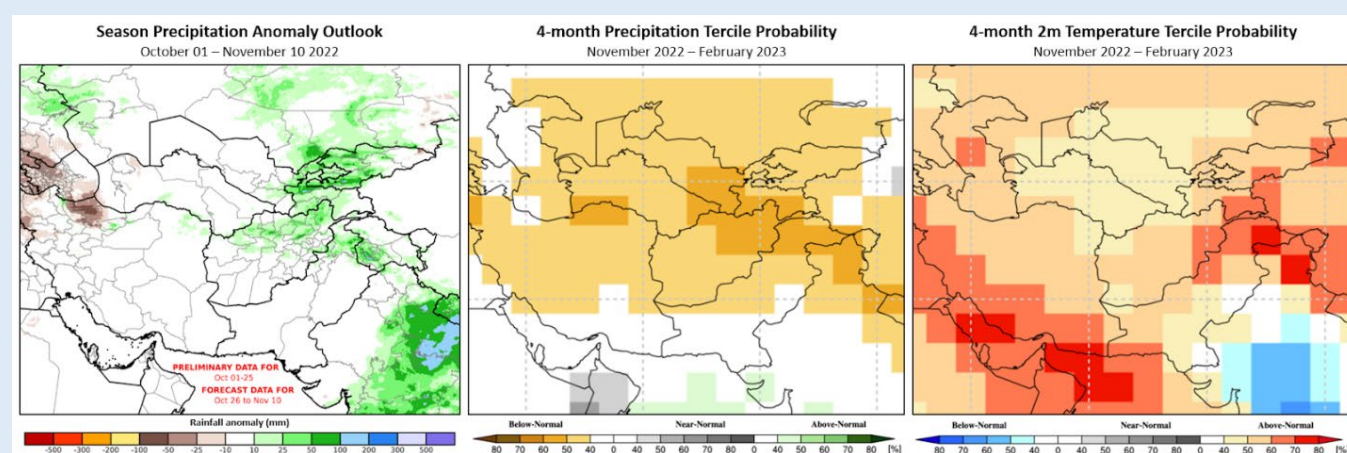 Season Precipitation Anomaly Outlook
October 01 – November 10 2022
PRELIMINARY DATA FOR
Oct 01-25
FORECAST DATA FOR
Oct 26 to Nov 10
Rainfall anomaly (mm)
-500 -300 -200 -100 -50 -25 -10 10 25 50 100 200 300 500
4-month Precipitation Tercile Probability
November 2022 – February 2023
Below-Normal Near-Normal Above-Normal
80 70 60 50 40 0 40 50 60 70 80 0 40 50 60 70 80 [%]
4-month 2m Temperature Tercile Probability
November 2022 – February 2023
Below-Normal Near-Normal Above-Normal
80 70 60 50 40 0 40 50 60 70 80 0 40 50 60 70 80 [%]